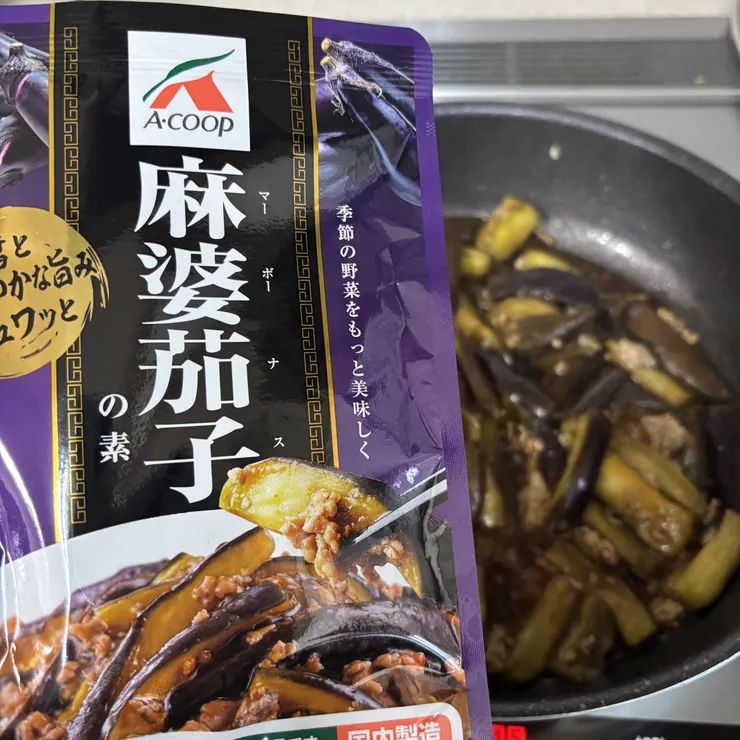 A·COOP
麻婆茄子
マーボーナス
の素
季節の野菜をもっと美味しく
かな旨み
ュワッと
国内製造